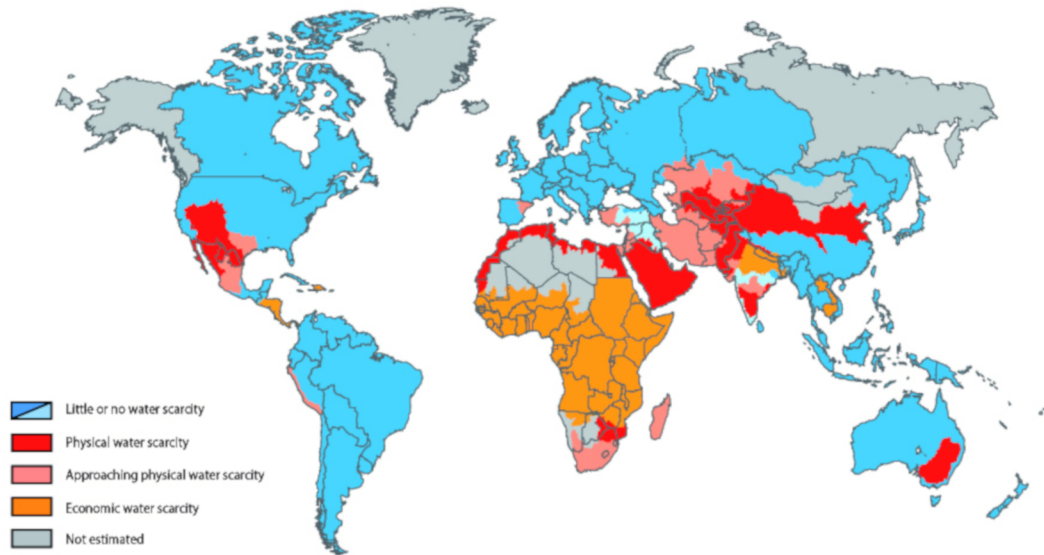 Little or no water scarcity
Physical water scarcity
Approaching physical water scarcity
Economic water scarcity
Not estimated